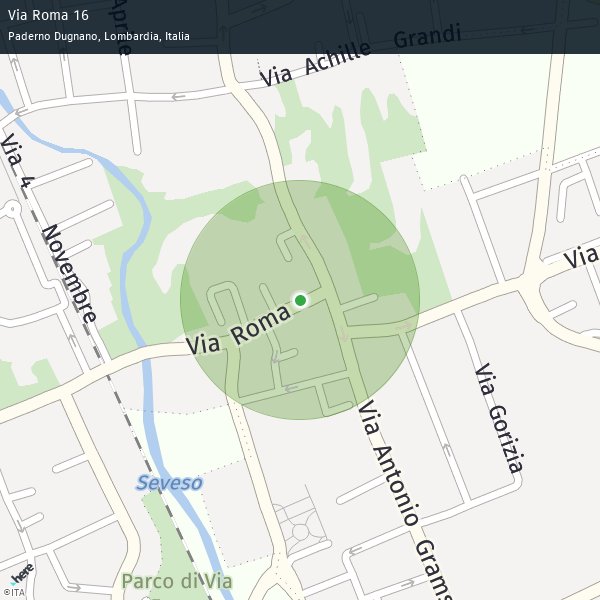 Via Roma 16
Paderno Dugnano, Lombardia, Italia
Aprile
Via Achille Grandi
Via 4 Novembre
Via
Via Roma
Via Gorizia
Via Antonio Grams
Seveso
Parco di Via
here
©ITA